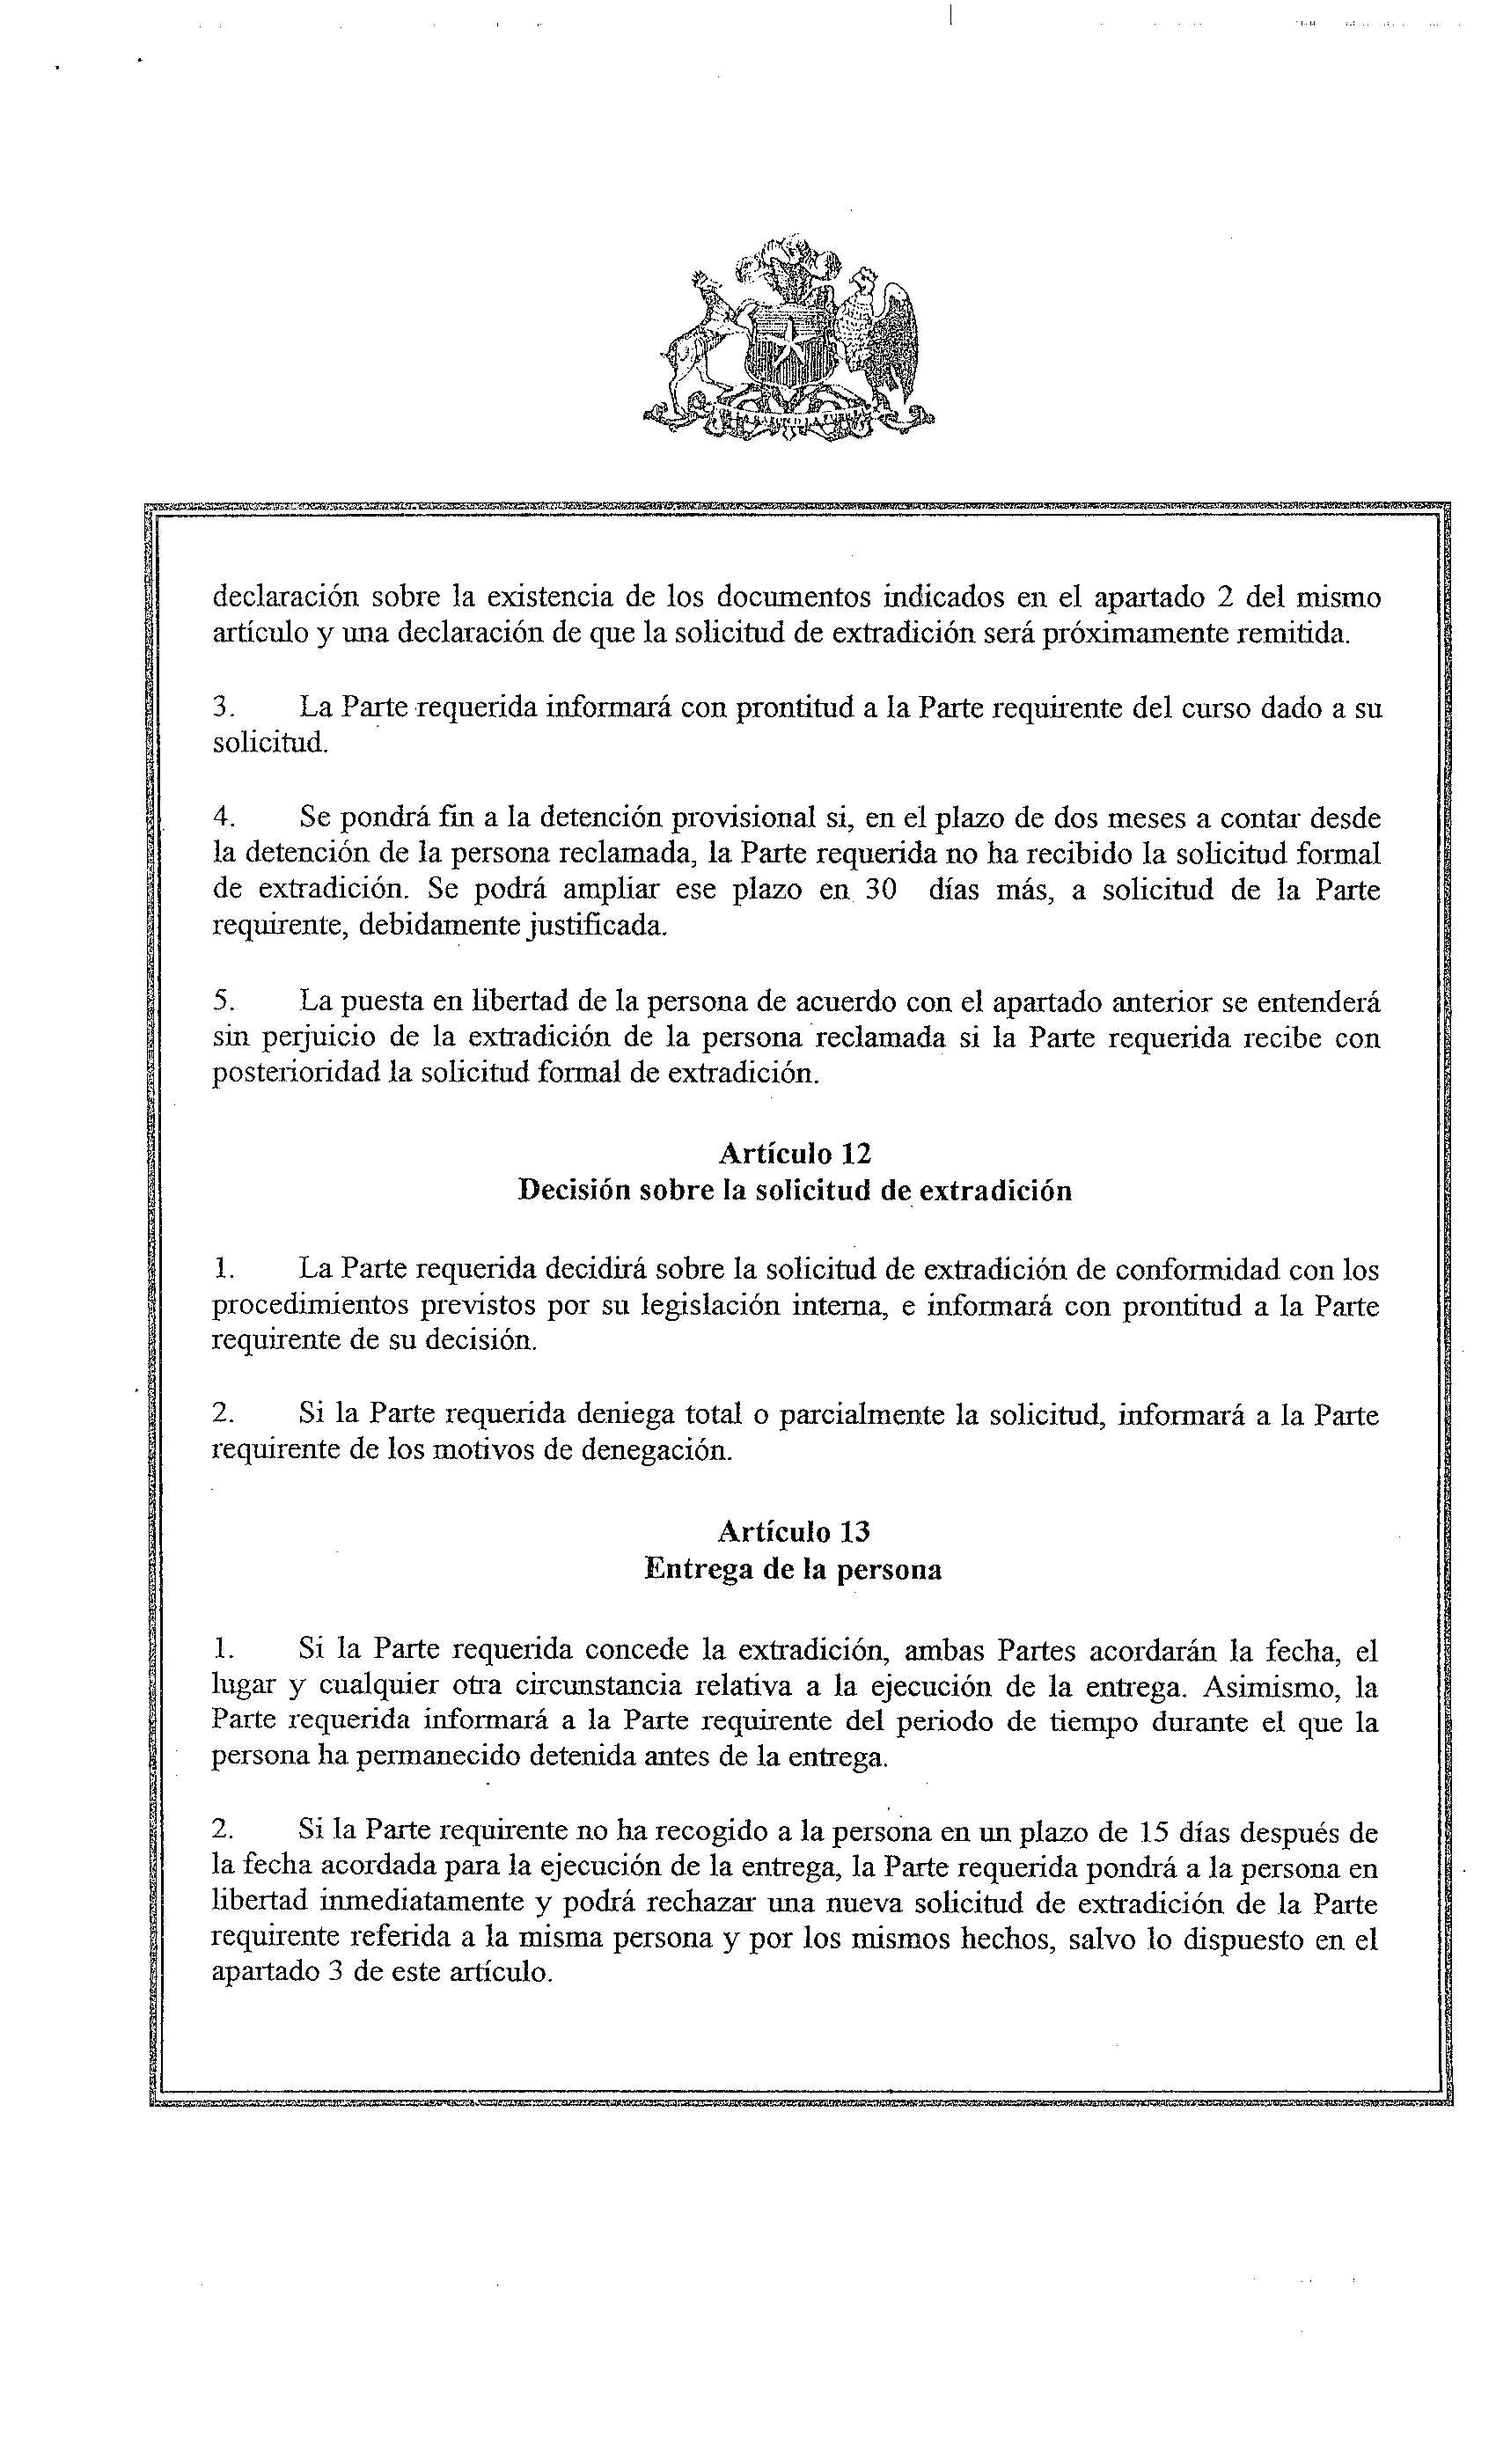 declaración sobre la existencia de los documentos indicados en el apartado 2 del mismo
artículo y una declaración de que la solicitud de extradición será próximamente remitida.
3. La Parte requerida informará con prontitud a la Parte requirente del curso dado a su
solicitud.
4. Se pondrá fin a la detención provisional si, en el plazo de dos meses a contar desde
la detención de la persona reclamada, la Parte requerida no ha recibido la solicitud formal
de extradición. Se podrá ampliar ese plazo en 30 días más, a solicitud de la Parte
requirente, debidamente justificada.
5. La puesta en libertad de la persona de acuerdo con el apartado anterior se entenderá
sin perjuicio de la extradición de la persona reclamada si la Parte requerida recibe con
posterioridad la solicitud formal de extradición.
Artículo 12
Decisión sobre la solicitud de extradición
1. La Parte requerida decidirá sobre la solicitud de extradición de conformidad con los
procedimientos previstos por su legislación interna, e informará con prontitud a la Parte
requirente de su decisión.
2. Si la Parte requerida deniega total o parcialmente la solicitud, informará a la Parte
requirente de los motivos de denegación.
Artículo 13
Entrega de la persona
1. Si la Parte requerida concede la extradición, ambas Partes acordarán la fecha, el
lugar y cualquier otra circunstancia relativa a la ejecución de la entrega. Asimismo, la
Parte requerida informará a la Parte requirente del periodo de tiempo durante el que la
persona ha permanecido detenida antes de la entrega.
2. Si la Parte requirente no ha recogido a la persona en un plazo de 15 días después de
la fecha acordada para la ejecución de la entrega, la Parte requerida pondrá a la persona en
libertad inmediatamente y podrá rechazar una nueva solicitud de extradición de la Parte
requirente referida a la misma persona y por los mismos hechos, salvo lo dispuesto en el
apartado 3 de este artículo.